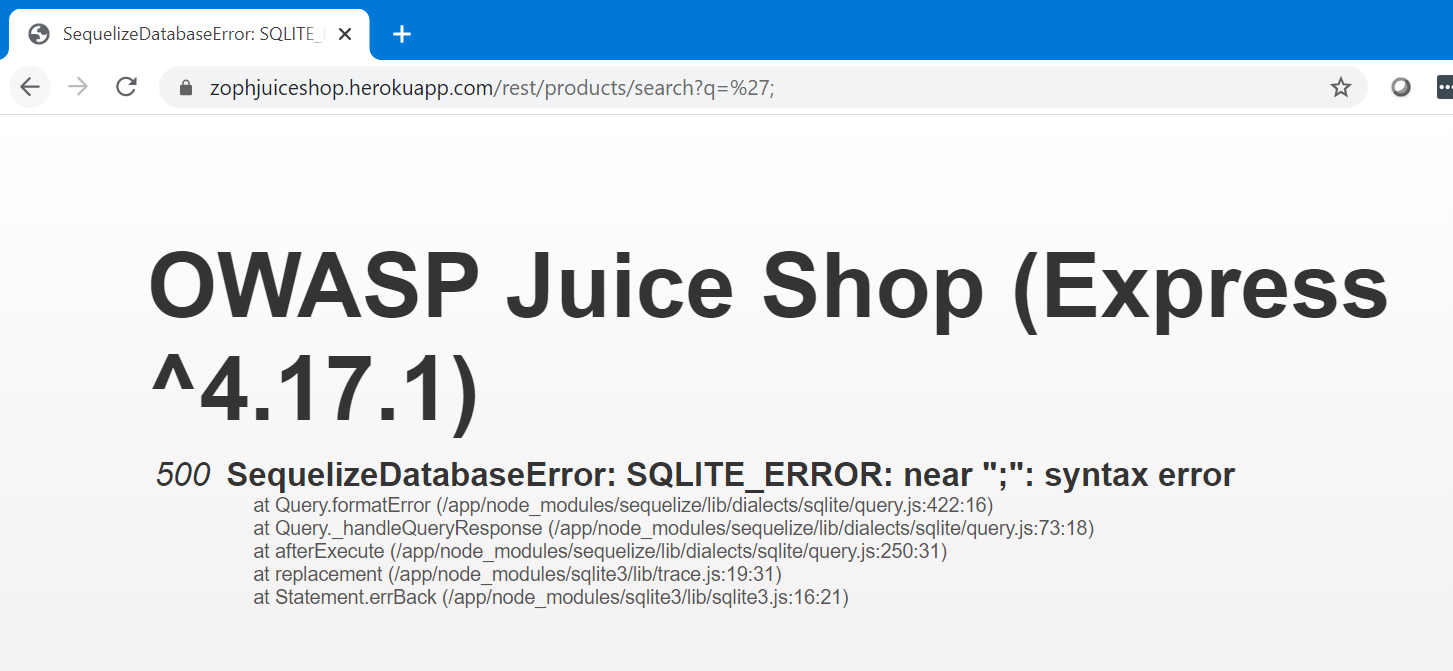 SequelizeDatabaseError: SQLITE_
zophjuiceshop.herokuapp.com/rest/products/search?q=%27;
OWASP Juice Shop (Express
^4.17.1)
500 SequelizeDatabaseError: SQLITE_ERROR: near ";": syntax error
at Query.formatError (/app/node_modules/sequelize/lib/dialects/sqlite/query.js:422:16)
at Query._handleQueryResponse (/app/node_modules/sequelize/lib/dialects/sqlite/query.js:73:18)
at afterExecute (/app/node_modules/sequelize/lib/dialects/sqlite/query.js:250:31)
at replacement (/app/node_modules/sqlite3/lib/trace.js:19:31)
at Statement.errBack (/app/node_modules/sqlite3/lib/sqlite3.js:16:21)